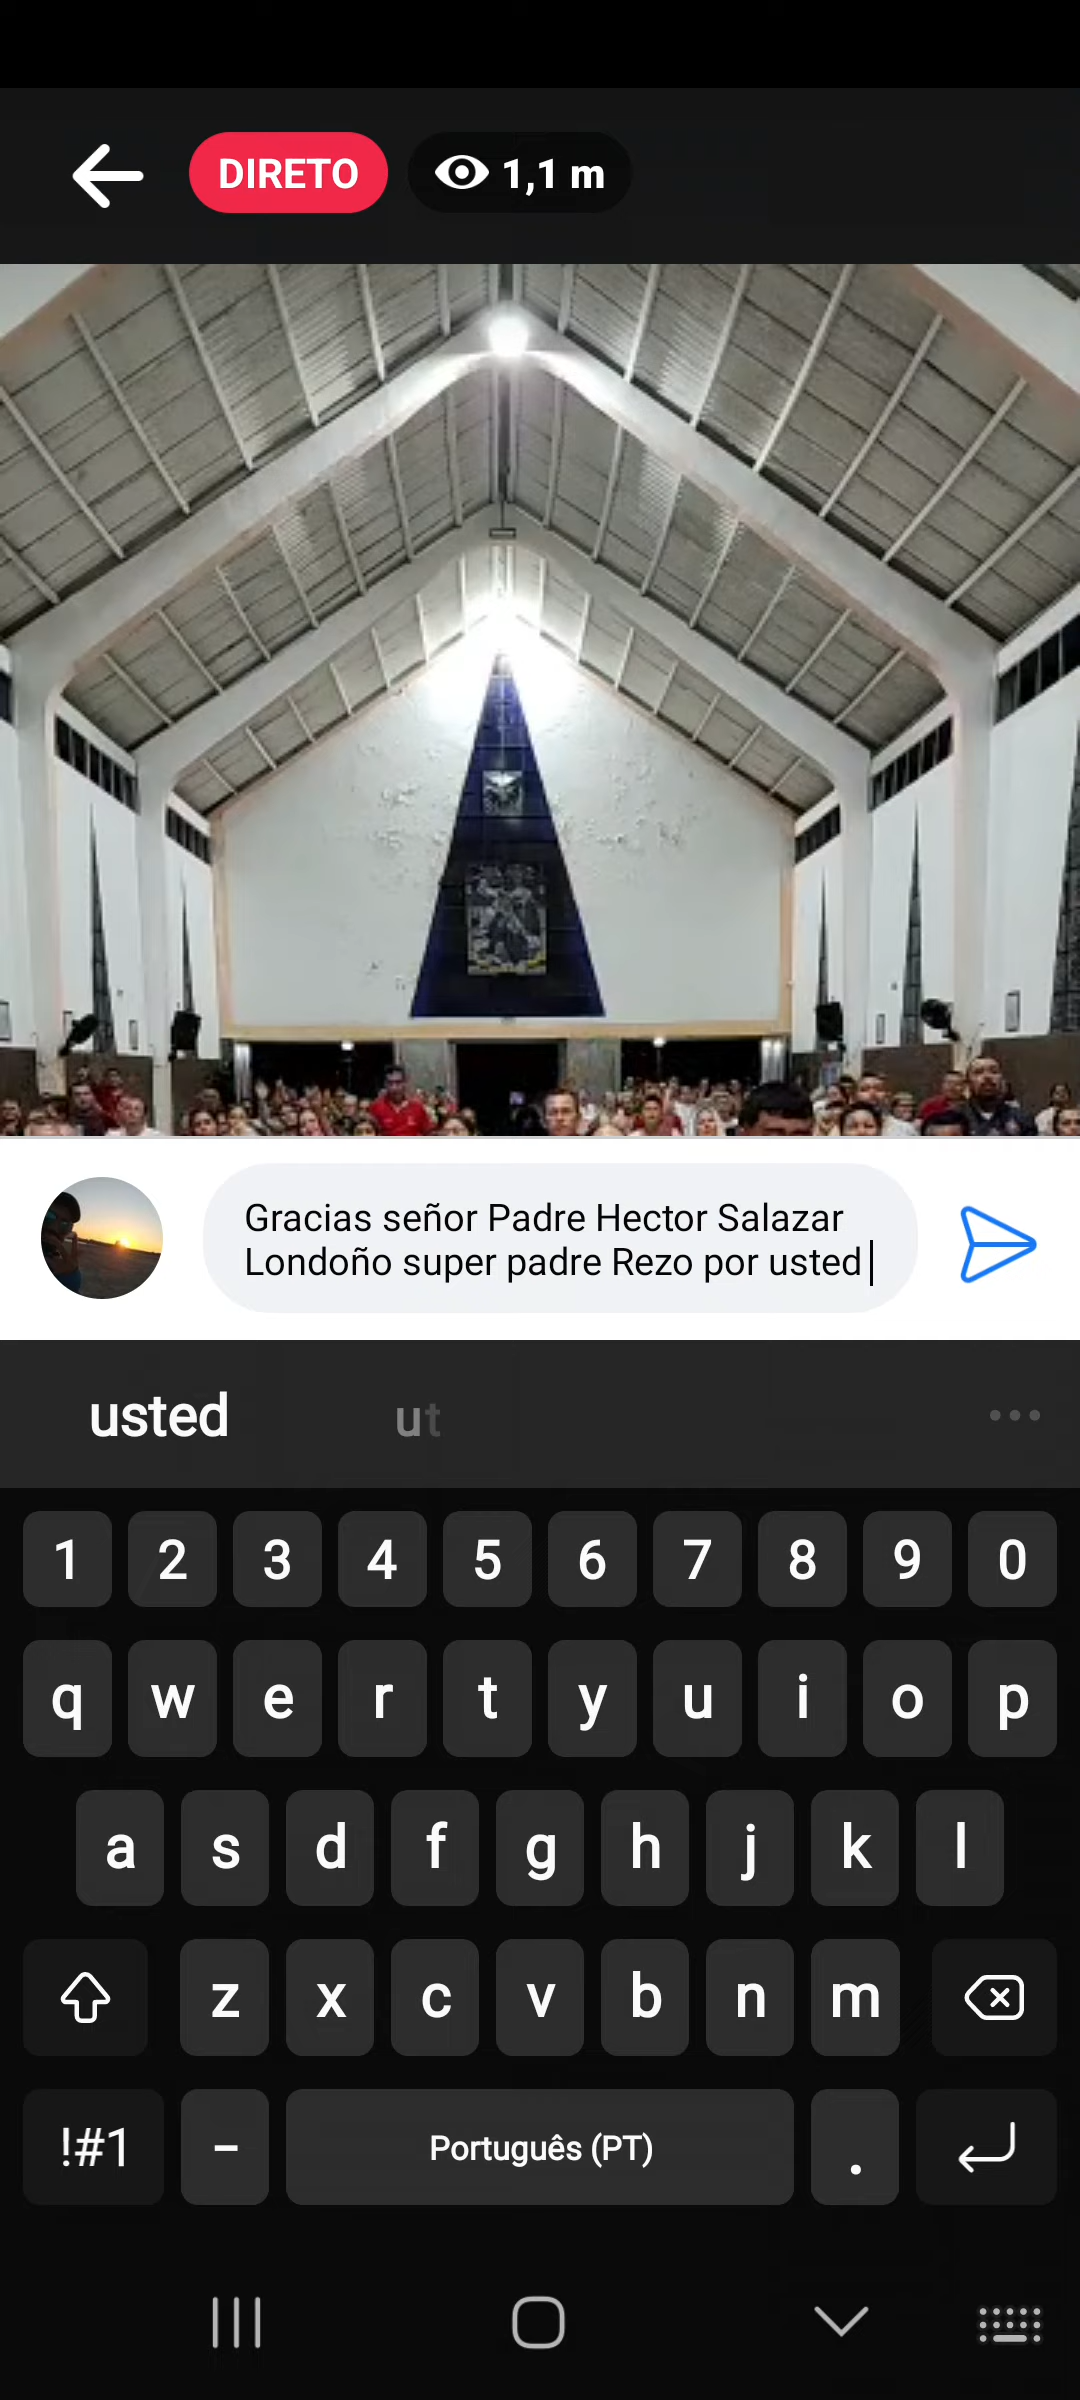 DIRETO 1,1 m
Gracias señor Padre Hector Salazar
Londoño super padre Rezo por usted
usted ut
1 2 3 4 5 6 7 8 9 0
q w e r t y u i o p
a s d f g h j k l
z x c v b n m
!#1 - Português (PT) .